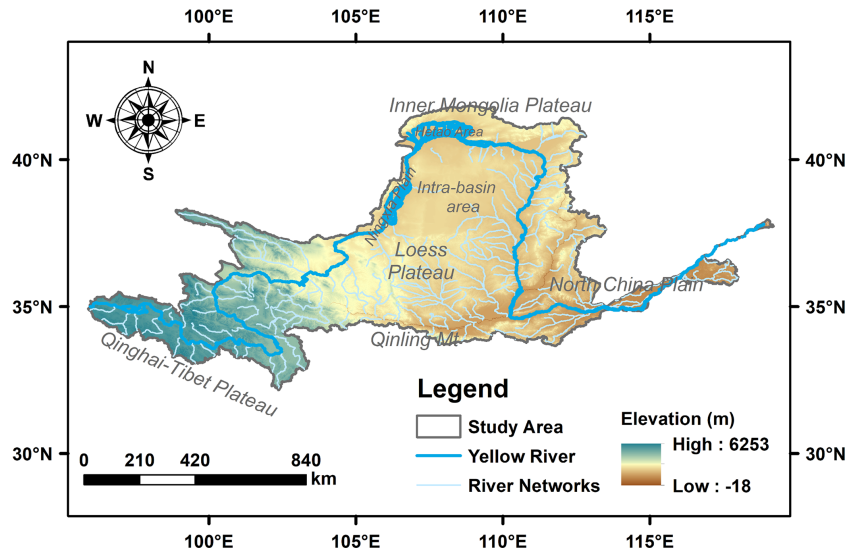 100°E 105°E 110°E 115°E
N
W E
S
40°N 40°N
35°N 35°N
30°N 30°N
Inner Mongolia Plateau
Hetao Area
Ningxia Plain
Intra-basin
area
Loess
Plateau
North China Plain
Qinling Mt
Qinghai-Tibet Plateau
Legend
Study Area
Yellow River
River Networks
Elevation (m)
High : 6253
Low : -18
0 210 420 840
km
100°E 105°E 110°E 115°E